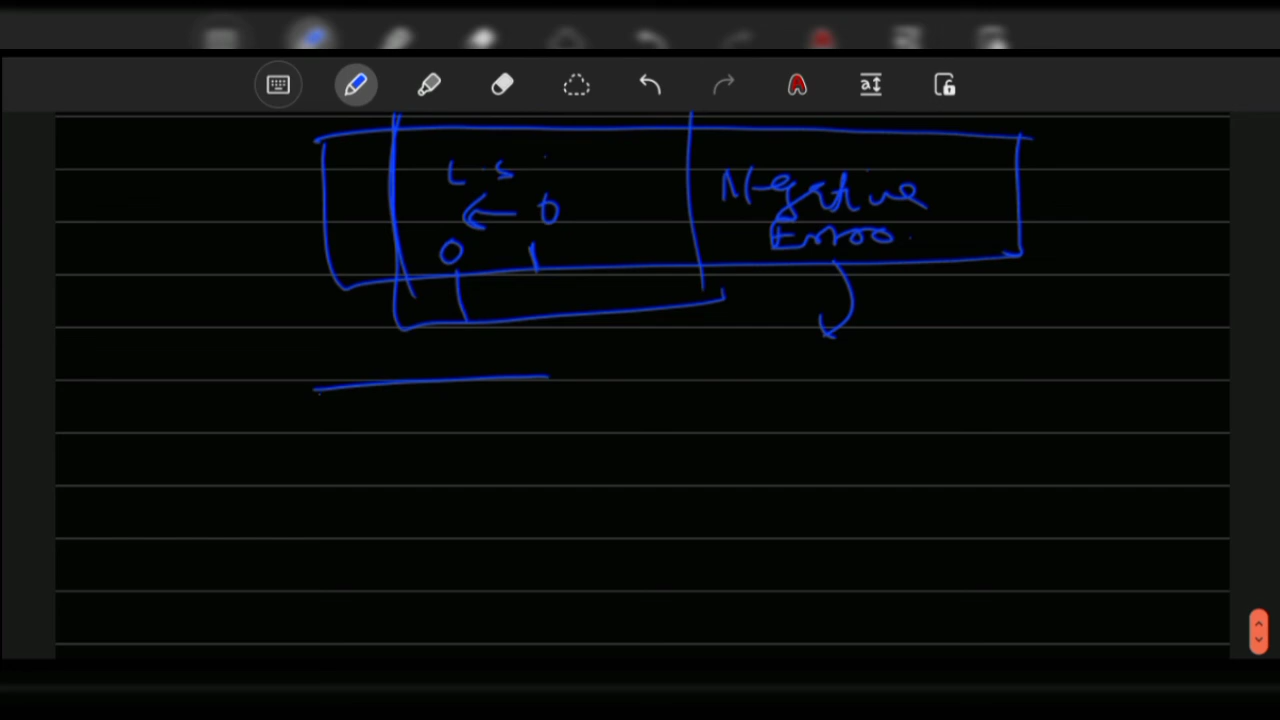 L.S
← 0
0 1
Negative
Error.